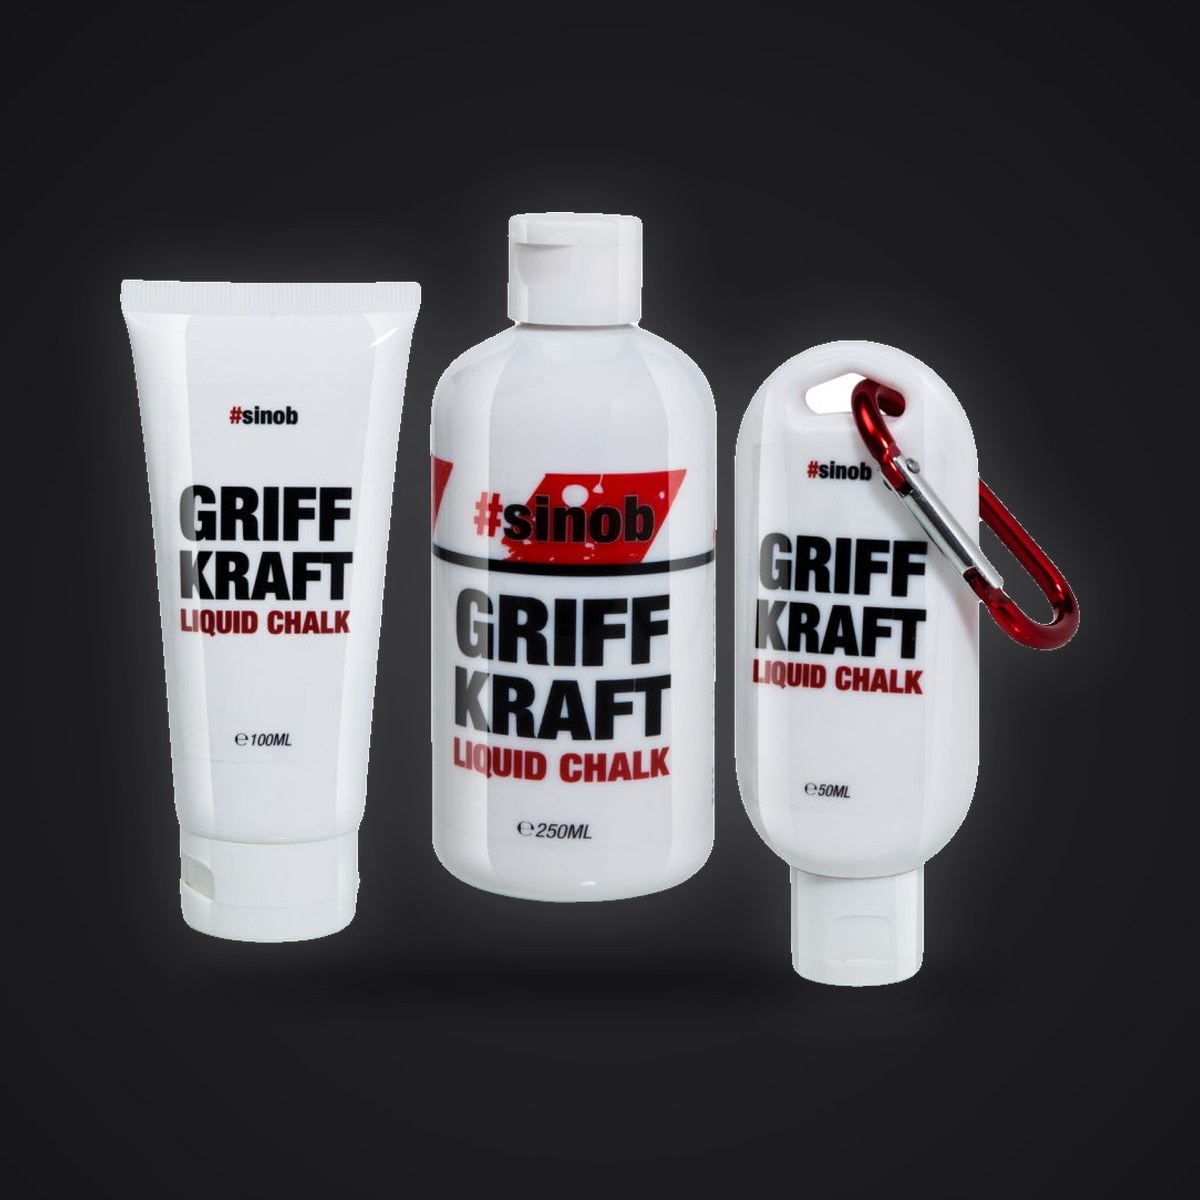 #sinob
GRIFF
KRAFT
LIQUID CHALK
℮100ML
#sinob
GRIFF
KRAFT
LIQUID CHALK
℮250ML
#sinob
GRIFF
KRAFT
LIQUID CHALK
℮50ML